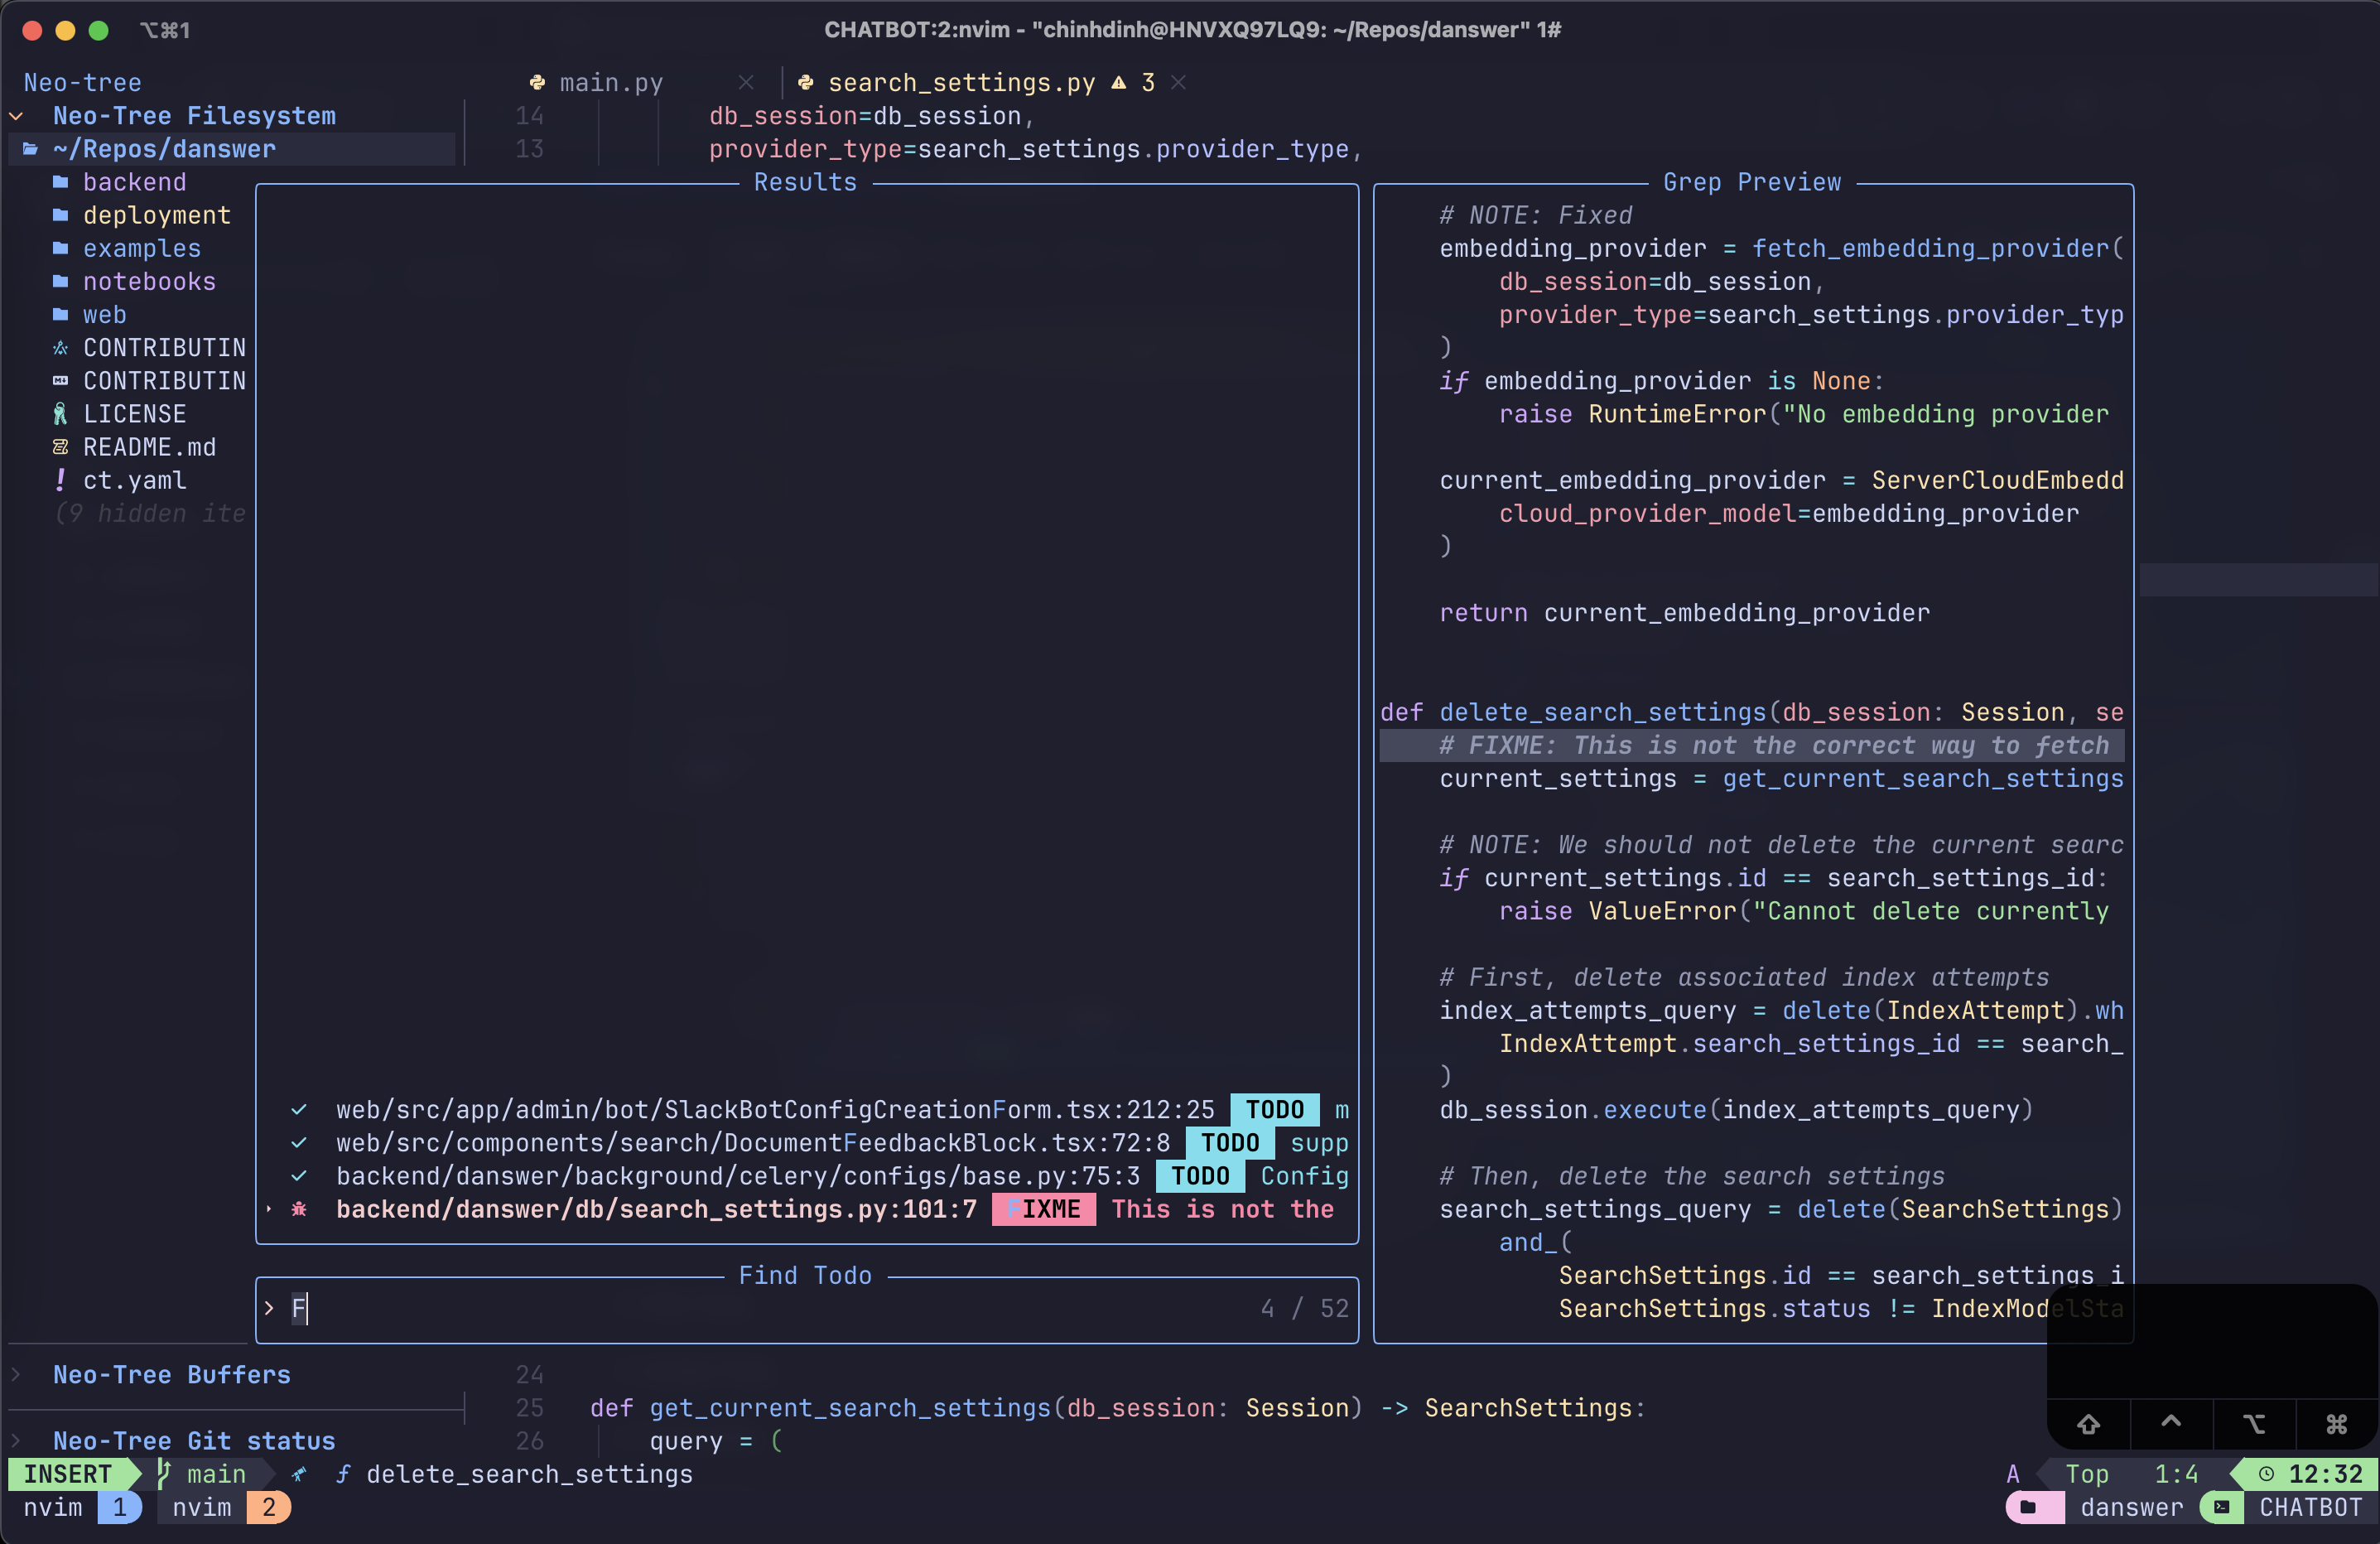 ⌥⌘1
CHATBOT:2:nvim - "chinhdinh@HNVXQ97LQ9: ~/Repos/danswer" 1#
Neo-tree
main.py
search_settings.py 3
Neo-Tree Filesystem
~/Repos/danswer
backend
deployment
examples
notebooks
web
CONTRIBUTIN
CONTRIBUTIN
LICENSE
README.md
ct.yaml
(9 hidden ite
14 db_session=db_session,
13 provider_type=search_settings.provider_type,
Results
web/src/app/admin/bot/SlackBotConfigCreationForm.tsx:212:25 TODO m
web/src/components/search/DocumentFeedbackBlock.tsx:72:8 TODO supp
backend/danswer/background/celery/configs/base.py:75:3 TODO Config
backend/danswer/db/search_settings.py:101:7 FIXME This is not the
Find Todo
> F 4 / 52
Grep Preview
# NOTE: Fixed
embedding_provider = fetch_embedding_provider(
db_session=db_session,
provider_type=search_settings.provider_typ
)
if embedding_provider is None:
raise RuntimeError("No embedding provider
current_embedding_provider = ServerCloudEmbedd
cloud_provider_model=embedding_provider
)
return current_embedding_provider
def delete_search_settings(db_session: Session, se
# FIXME: This is not the correct way to fetch
current_settings = get_current_search_settings
# NOTE: We should not delete the current searc
if current_settings.id == search_settings_id:
raise ValueError("Cannot delete currently
# First, delete associated index attempts
index_attempts_query = delete(IndexAttempt).wh
IndexAttempt.search_settings_id == search_
)
db_session.execute(index_attempts_query)
# Then, delete the search settings
search_settings_query = delete(SearchSettings)
and_(
SearchSettings.id == search_settings_i
SearchSettings.status != IndexModelSta
Neo-Tree Buffers
Neo-Tree Git status
24
25 def get_current_search_settings(db_session: Session) -> SearchSettings:
26 query = (
⇧ ^ ⌥ ⌘
INSERT main f delete_search_settings A Top 1:4 12:32
nvim 1 nvim 2 danswer CHATBOT